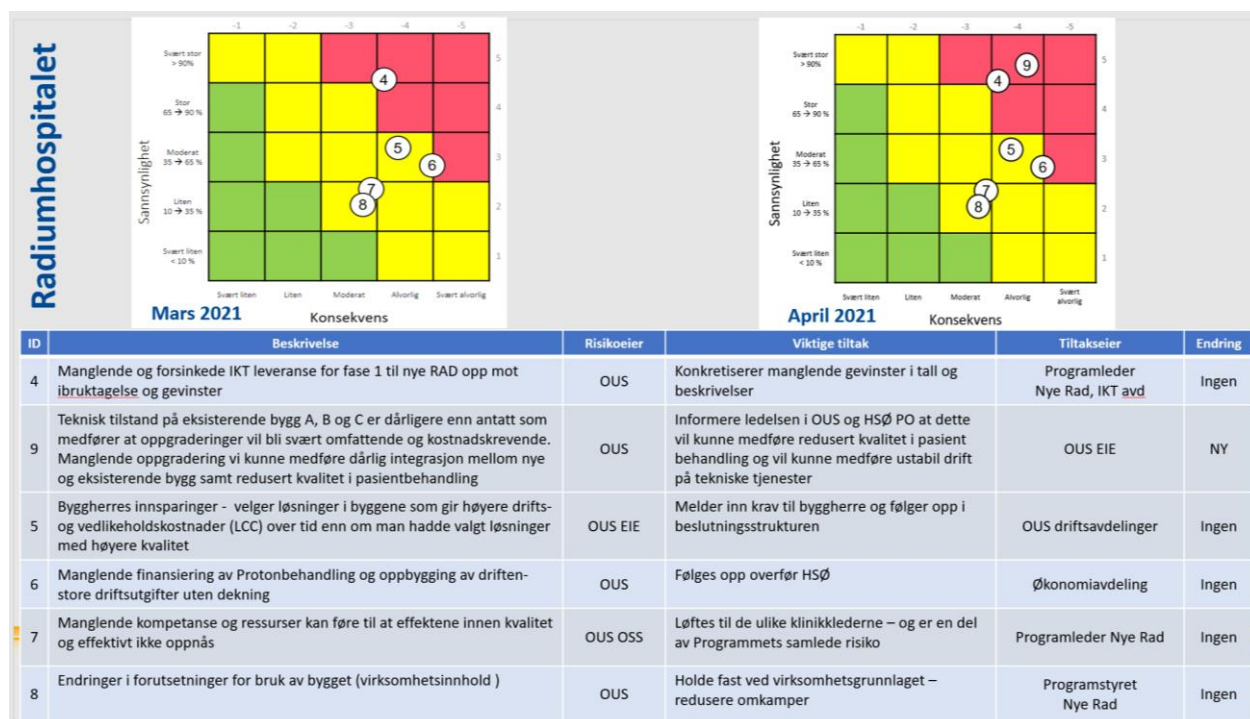 Radiumhospitalet
-1 -2 -3 -4 -5
Sannsynlighet
Svært stor
> 90%
5
4
Stor
65 → 90 %
4
Moderat
35 → 65 %
5
6
3
Liten
10 → 35 %
7
8
2
Svært liten
< 10 %
1
Svært liten Liten Moderat Alvorlig Svært alvorlig
Mars 2021
Konsekvens
-1 -2 -3 -4 -5
Sannsynlighet
Svært stor
> 90%
9
4
5
Stor
65 → 90 %
4
Moderat
35 → 65 %
5
6
3
Liten
10 → 35 %
7
8
2
Svært liten
< 10 %
1
Svært liten Liten Moderat Alvorlig Svært
alvorlig
April 2021
Konsekvens
ID Beskrivelse Risikoeier Viktige tiltak Tiltakseier Endring
4
Manglende og forsinkede IKT leveranse for fase 1 til nye RAD opp mot
ibruktagelse og gevinster
OUS
Konkretiserer manglende gevinster i tall og
beskrivelser
Programleder
Nye Rad, IKT avd
Ingen
9
Teknisk tilstand på eksisterende bygg A, B og C er dårligere enn antatt som
medfører at oppgraderinger vil bli svært omfattende og kostnadskrevende.
Manglende oppgradering vi kunne medføre dårlig integrasjon mellom nye
og eksisterende bygg samt redusert kvalitet i pasientbehandling
OUS
Informere ledelsen i OUS og HSØ PO at dette
vil kunne medføre redusert kvalitet i pasient
behandling og vil kunne medføre ustabil drift
på tekniske tjenester
OUS EIE
NY
5
Byggherres innsparinger - velger løsninger i byggene som gir høyere drifts-
og vedlikeholdskostnader (LCC) over tid enn om man hadde valgt løsninger
med høyere kvalitet
OUS EIE
Melder inn krav til byggherre og følger opp i
beslutningsstrukturen
OUS driftsavdelinger
Ingen
6
Manglende finansiering av Protonbehandling og oppbygging av driften-
store driftsutgifter uten dekning
OUS
Følges opp overfør HSØ
Økonomiavdeling
Ingen
7
Manglende kompetanse og ressurser kan føre til at effektene innen kvalitet
og effektivt ikke oppnås
OUS OSS
Løftes til de ulike klinikklederne – og er en del
av Programmets samlede risiko
Programleder Nye Rad
Ingen
8
Endringer i forutsetninger for bruk av bygget (virksomhetsinnhold )
OUS
Holde fast ved virksomhetsgrunnlaget –
redusere omkamper
Programstyret
Nye Rad
Ingen